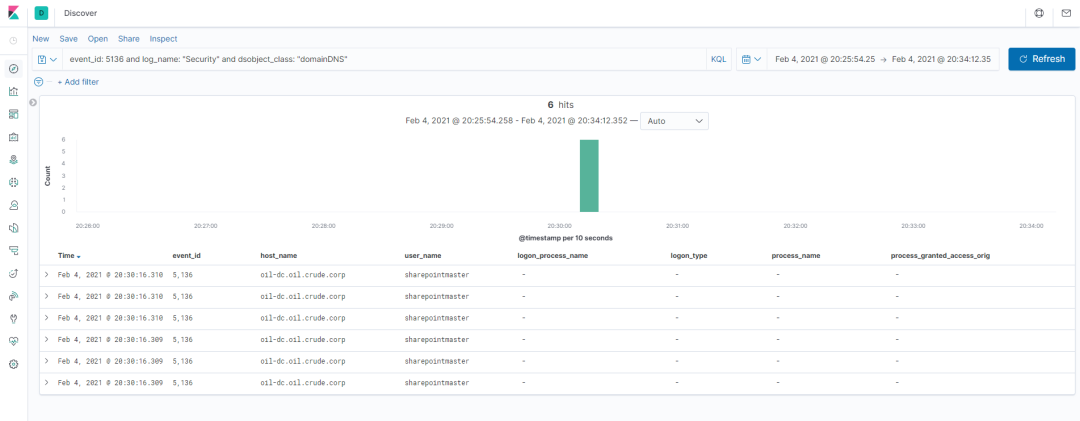 D Discover
New Save Open Share Inspect
event_id: 5136 and log_name: "Security" and dsobject_class: "domainDNS" KQL Feb 4, 2021 @ 20:25:54.25 → Feb 4, 2021 @ 20:34:12.35 Refresh
+ Add filter
6 hits
Feb 4, 2021 @ 20:25:54.258 - Feb 4, 2021 @ 20:34:12.352 — Auto
6
5
4
3
2
1
0
Count
20:26:00 20:27:00 20:28:00 20:29:00 20:30:00 20:31:00 20:32:00 20:33:00 20:34:00
@timestamp per 10 seconds
Time event_id host_name user_name logon_process_name logon_type process_name process_granted_access_orig
Feb 4, 2021 @ 20:30:16.310 5,136 oil-dc.oil.crude.corp sharepointmaster - - - -
Feb 4, 2021 @ 20:30:16.310 5,136 oil-dc.oil.crude.corp sharepointmaster - - - -
Feb 4, 2021 @ 20:30:16.310 5,136 oil-dc.oil.crude.corp sharepointmaster - - - -
Feb 4, 2021 @ 20:30:16.309 5,136 oil-dc.oil.crude.corp sharepointmaster - - - -
Feb 4, 2021 @ 20:30:16.309 5,136 oil-dc.oil.crude.corp sharepointmaster - - - -
Feb 4, 2021 @ 20:30:16.309 5,136 oil-dc.oil.crude.corp sharepointmaster - - - -